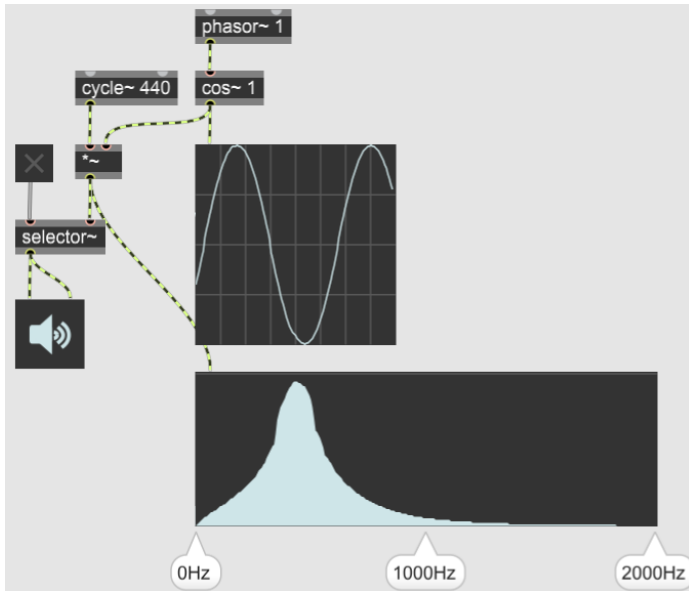 phasor~ 1
cycle~ 440
cos~ 1
*~
selector~
0Hz
1000Hz
2000Hz